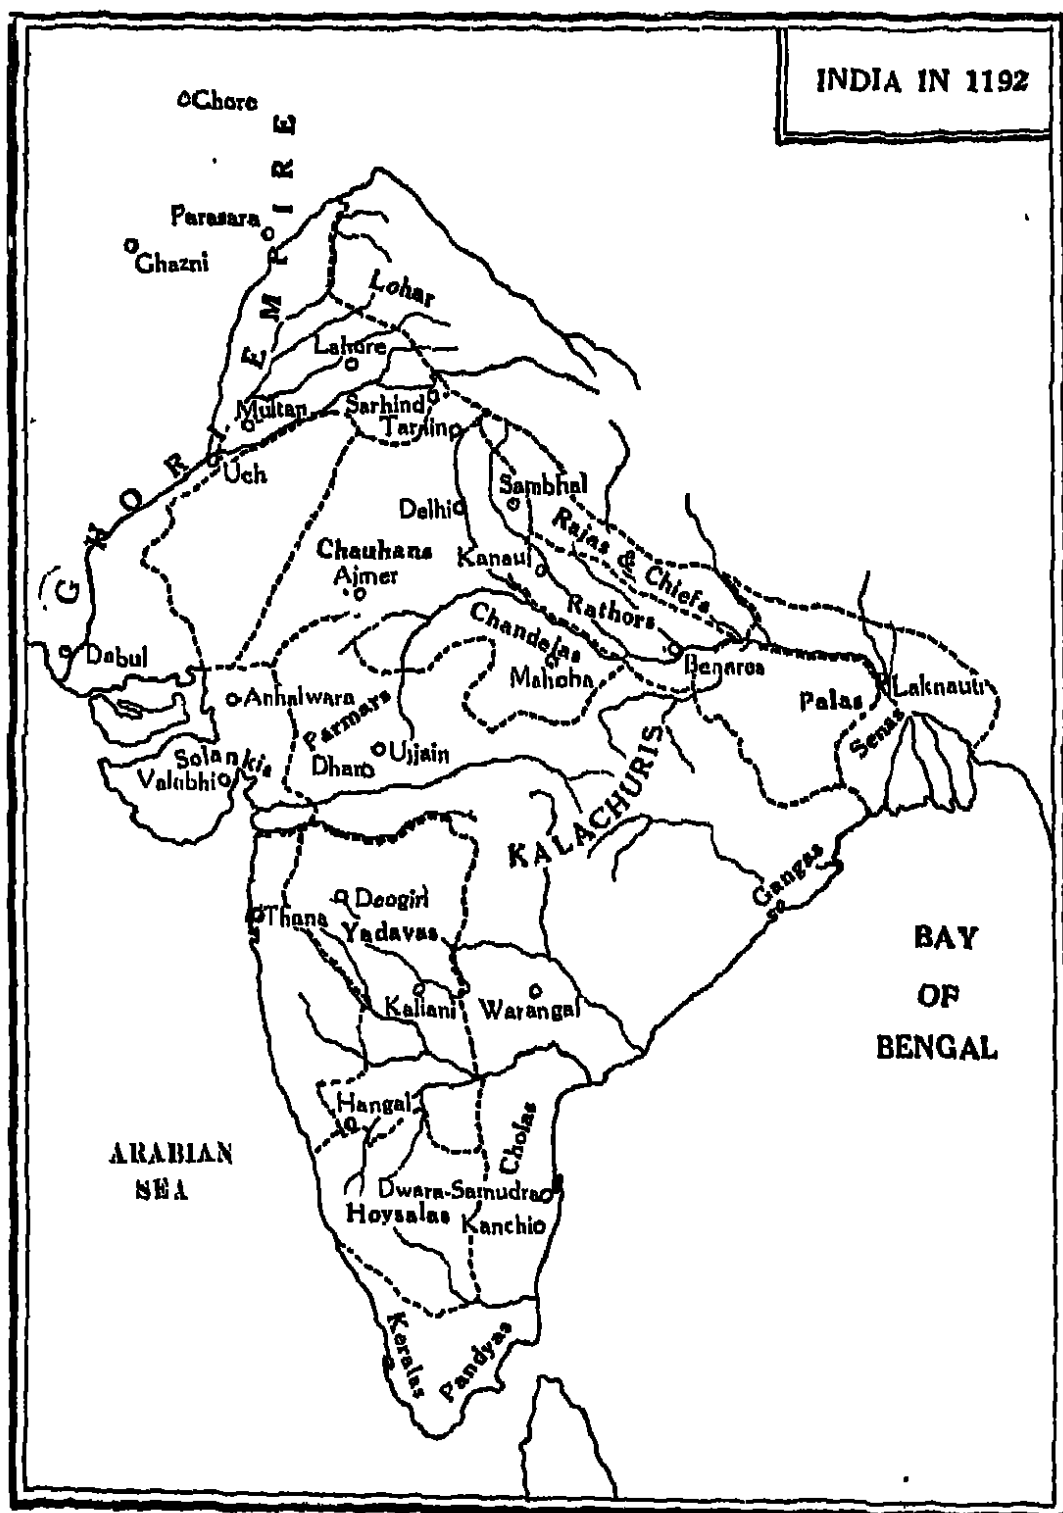 INDIA IN 1192
Ghoro
GHORI EMPIRE
Parasara
Ghazni
Lohar
Lahore
Multan
Sarhind
Uch
Sambhal
Delhi
Rajas & Chiefs
Chauhans
Ajmer
Kanauj
Rathors
Chandelas
Mahoba
Benares
Dabul
Anhalwara
Parmars
Palas
Laknauti
Senas
Ujjain
Dhar
Solankis
Valabhi
KALACHURIS
Gangas
Deogiri
Thana
Yadavas
Kaliani
Warangal
BAY
OF
BENGAL
Hangal
Cholas
ARABIAN
SEA
Dwara-Samudra
Hoysalas
Kanchi
Keralas
Pandyas